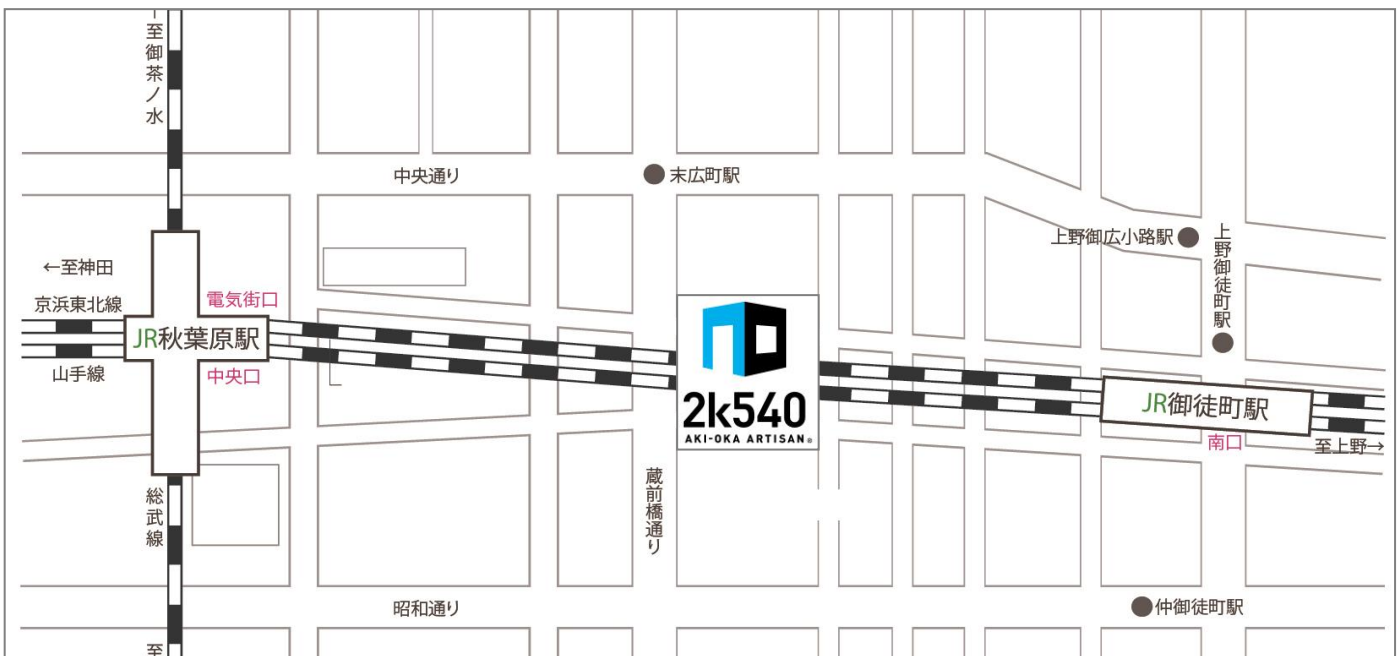 ←至御茶ノ水
中央通り
末広町駅
上野御広小路駅
上野御徒町駅
←至神田
京浜東北線
電気街口
JR秋葉原駅
山手線
中央口
2k540
AKI-OKA ARTISAN®
JR御徒町駅
南口
至上野→
蔵前橋通り
総武線
昭和通り
仲御徒町駅
至